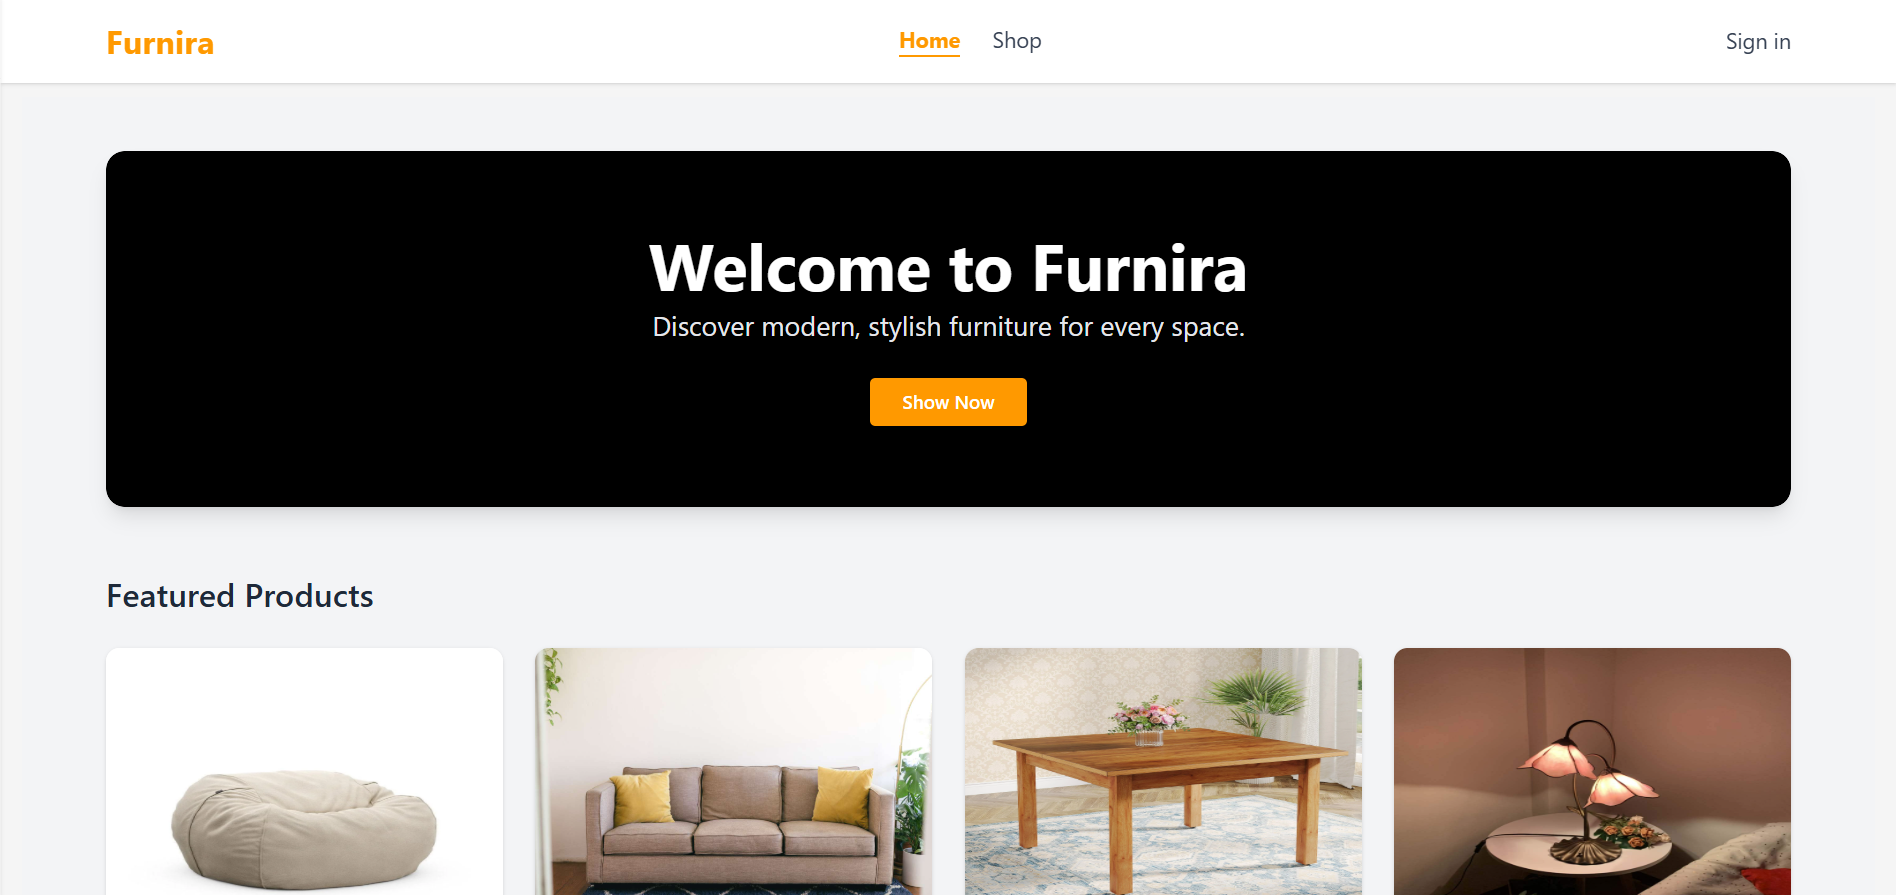 Furnira
Home
Shop
Sign in
Welcome to Furnira
Discover modern, stylish furniture for every space.
Show Now
Featured Products